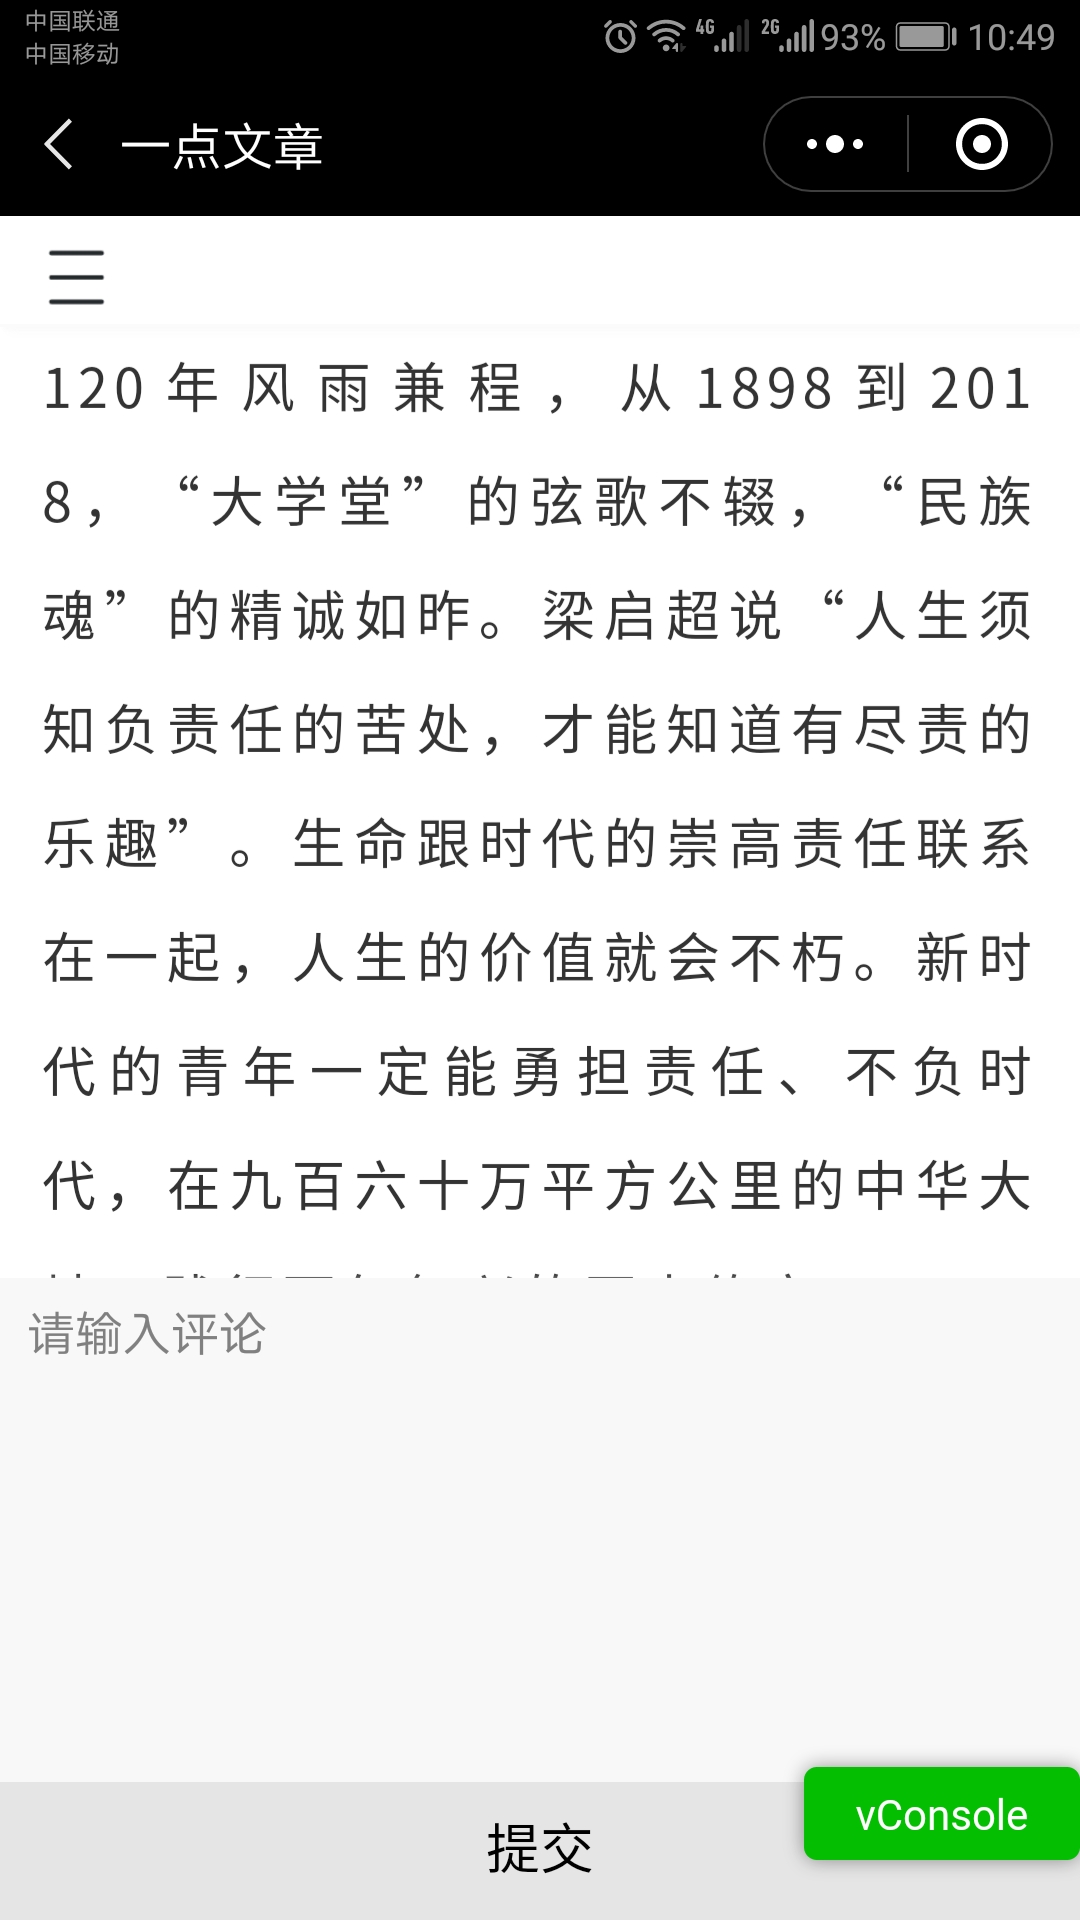 中国联通
中国移动
4G 2G 93% 10:49
一点文章
120年风雨兼程，从1898到201
8，“大学堂”的弦歌不辍，“民族
魂”的精诚如昨。梁启超说“人生须
知负责任的苦处，才能知道有尽责的
乐趣”。生命跟时代的崇高责任联系
在一起，人生的价值就会不朽。新时
代的青年一定能勇担责任、不负时
代，在九百六十万平方公里的中华大
请输入评论
vConsole
提交